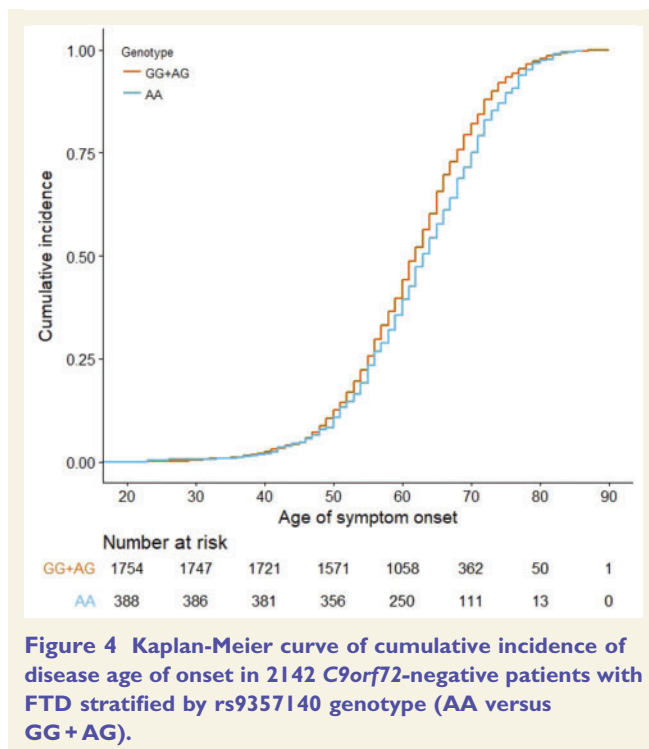 Genotype
GG+AG
AA
Cumulative incidence
1.00
0.75
0.50
0.25
0.00
20 30 40 50 60 70 80 90
Age of symptom onset
Number at risk
GG+AG 1754 1747 1721 1571 1058 362 50 1
AA 388 386 381 356 250 111 13 0
Figure 4 Kaplan-Meier curve of cumulative incidence of
disease age of onset in 2142 C9orf72-negative patients with
FTD stratified by rs9357140 genotype (AA versus
GG + AG).